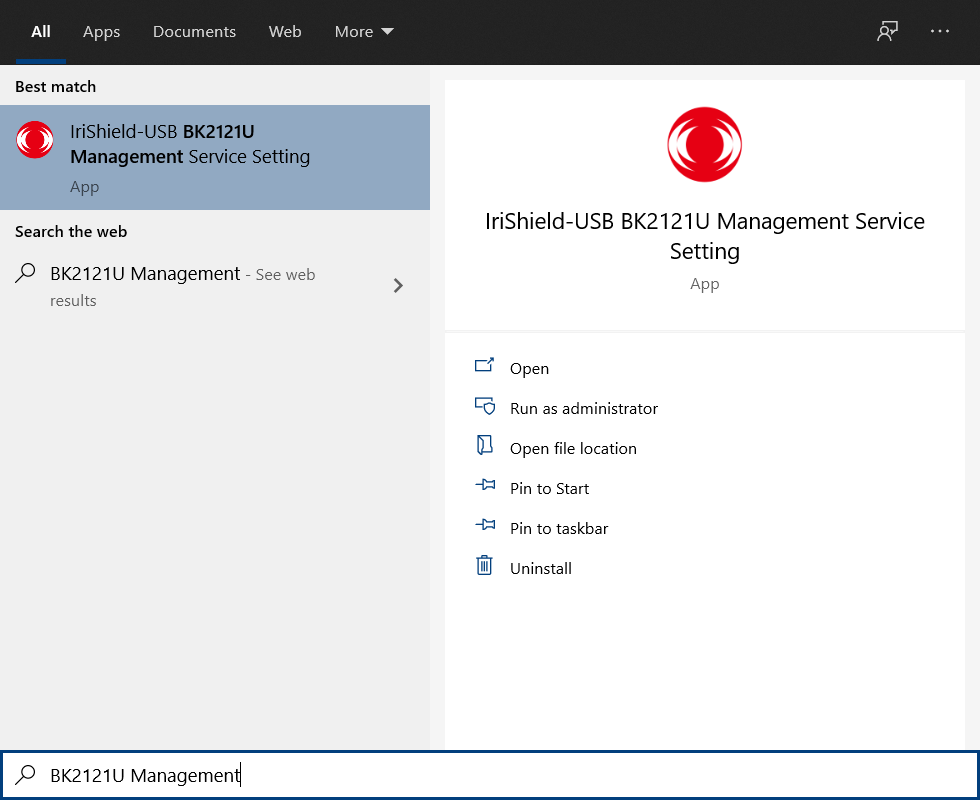 All Apps Documents Web More
Best match
IriShield-USB BK2121U
Management Service Setting
App
Search the web
BK2121U Management - See web
results
IriShield-USB BK2121U Management Service
Setting
App
Open
Run as administrator
Open file location
Pin to Start
Pin to taskbar
Uninstall
BK2121U Management